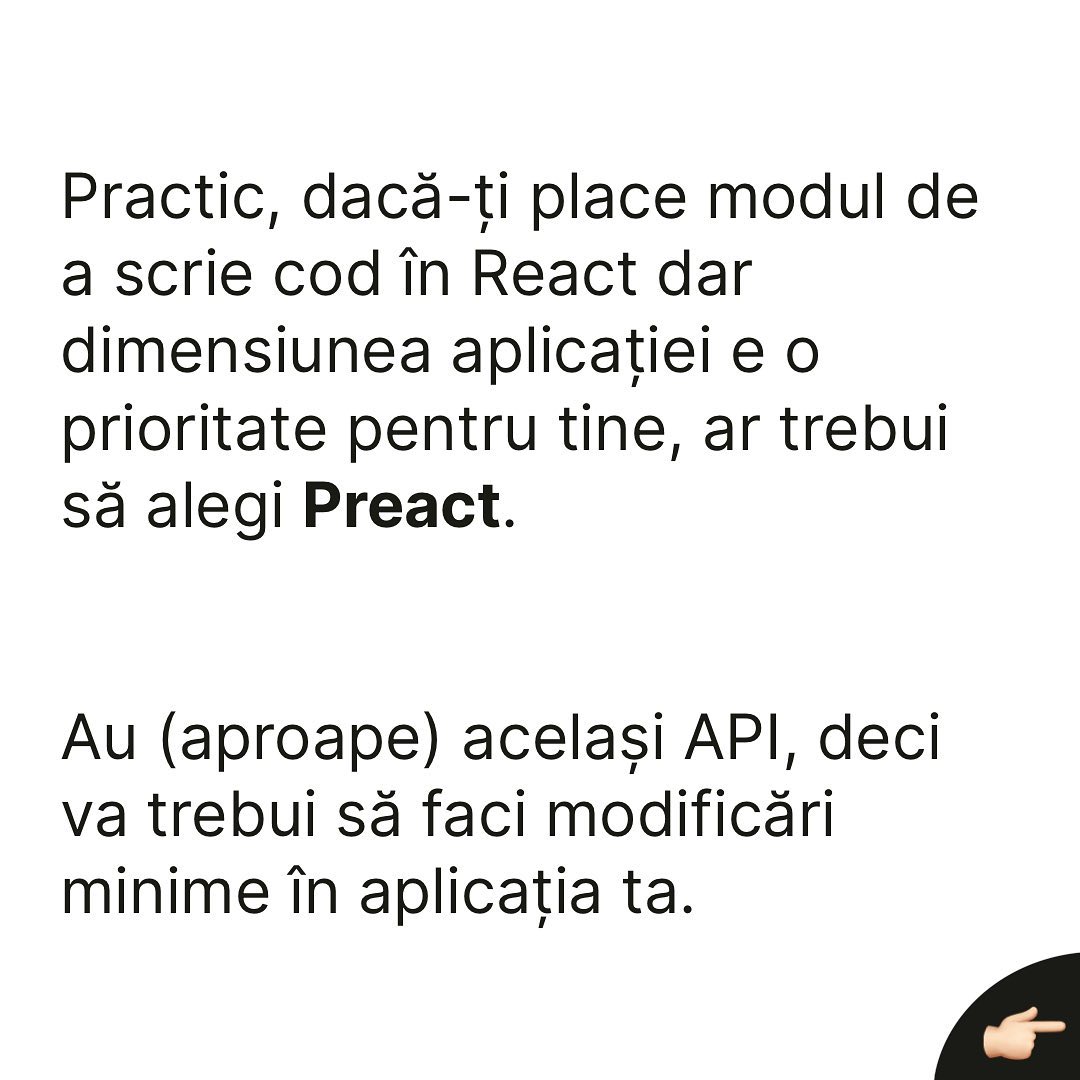 Practic, dacă-ți place modul de
a scrie cod în React dar
dimensiunea aplicației e o
prioritate pentru tine, ar trebui
să alegi Preact.
Au (aproape) același API, deci
va trebui să faci modificări
minime în aplicația ta.